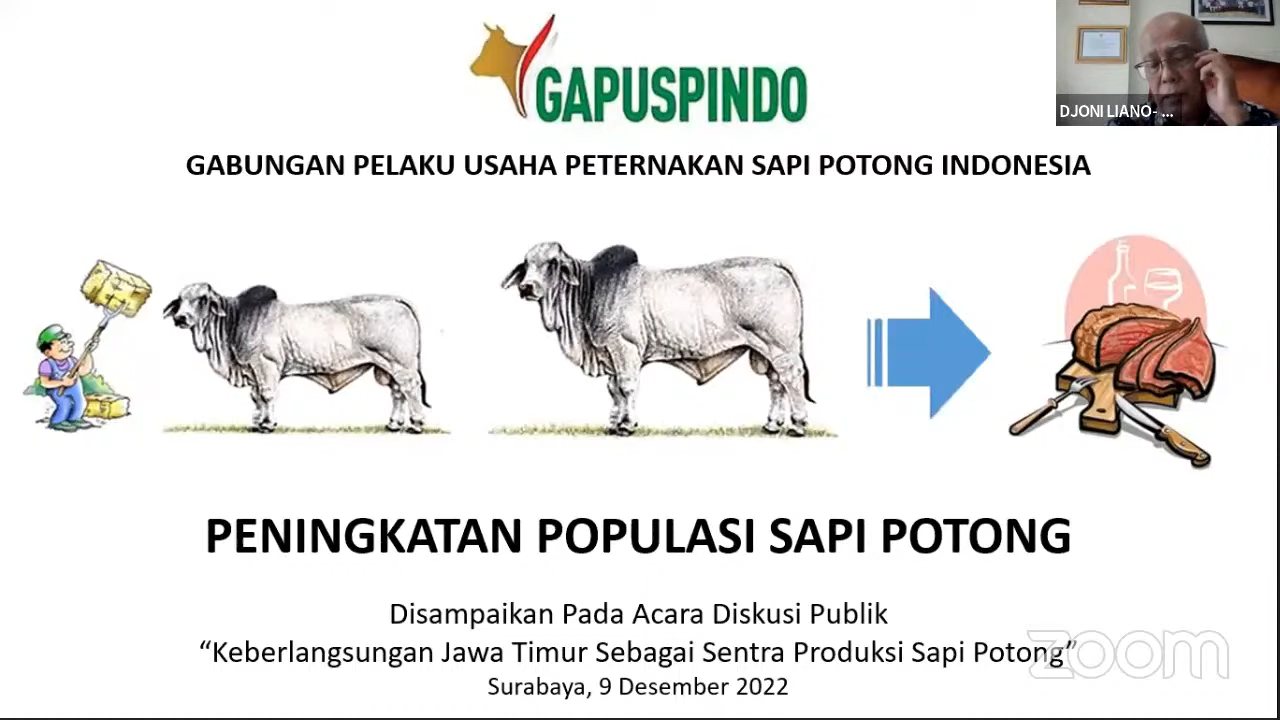 GAPUSPINDO
DJONI LIANO- ...
GABUNGAN PELAKU USAHA PETERNAKAN SAPI POTONG INDONESIA
PENINGKATAN POPULASI SAPI POTONG
Disampaikan Pada Acara Diskusi Publik
“Keberlangsungan Jawa Timur Sebagai Sentra Produksi Sapi Potong”
Surabaya, 9 Desember 2022
zoom